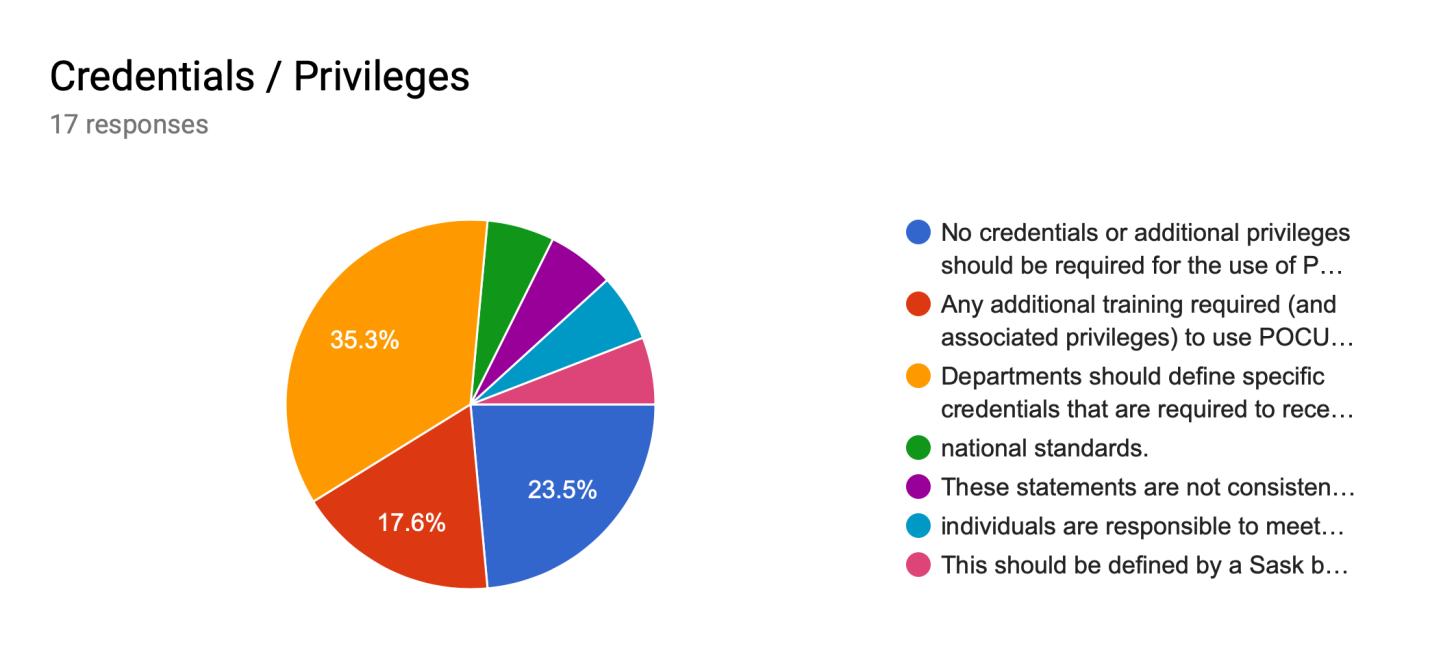 Credentials / Privileges
17 responses
35.3%
17.6%
23.5%
No credentials or additional privileges
should be required for the use of P…
Any additional training required (and
associated privileges) to use POCU…
Departments should define specific
credentials that are required to rece…
national standards.
These statements are not consisten…
individuals are responsible to meet…
This should be defined by a Sask b…